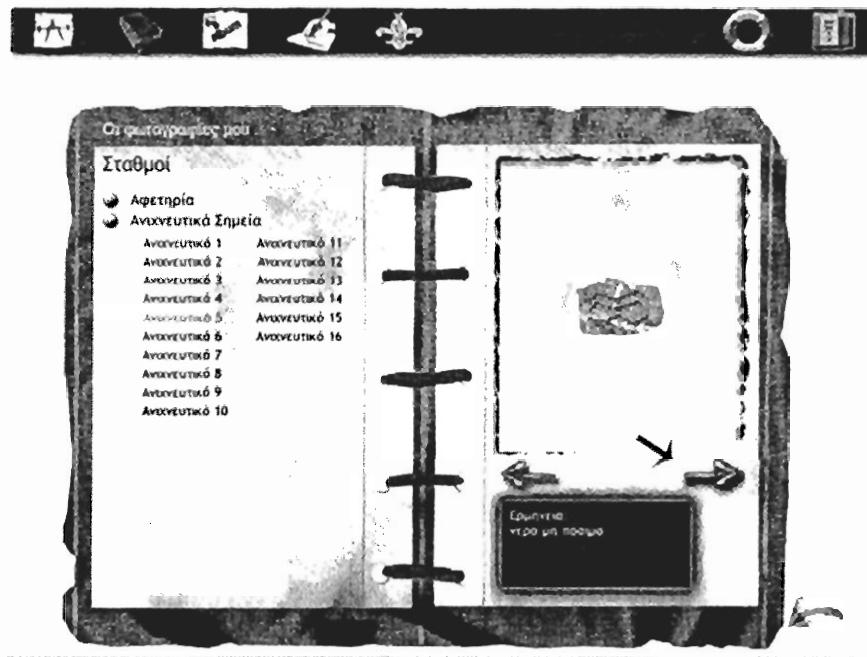 Οι φωτογραφίες μου
Σταθμοί
Αφετηρία
Ανιχνευτικά Σημεία
Ανιχνευτικό 1
Ανιχνευτικό 2
Ανιχνευτικό 3
Ανιχνευτικό 4
Ανιχνευτικό 5
Ανιχνευτικό 6
Ανιχνευτικό 7
Ανιχνευτικό 8
Ανιχνευτικό 9
Ανιχνευτικό 10
Ανιχνευτικό 11
Ανιχνευτικό 12
Ανιχνευτικό 13
Ανιχνευτικό 14
Ανιχνευτικό 15
Ανιχνευτικό 16
Ερμηνεία:
νερό μη πόσιμο